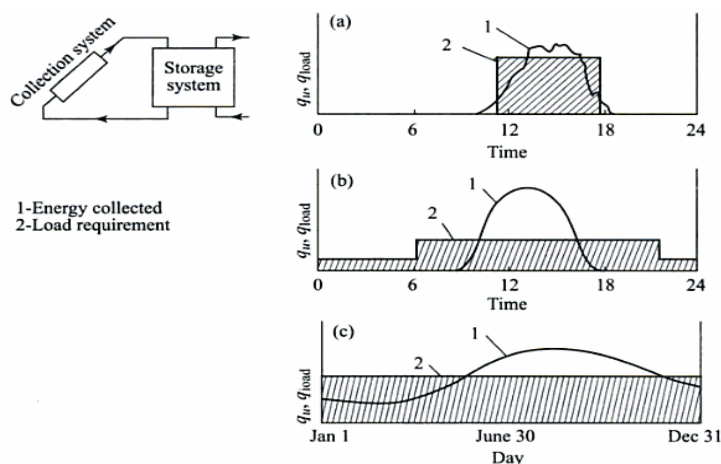 Collection system
Storage
system
1-Energy collected
2-Load requirement
(a)
1
2
qu, qload
0 6 12 18 24
Time
(b)
1
2
qu, qload
0 6 12 18 24
Time
(c)
1
2
qu, qload
Jan 1 June 30 Dec 31
Day